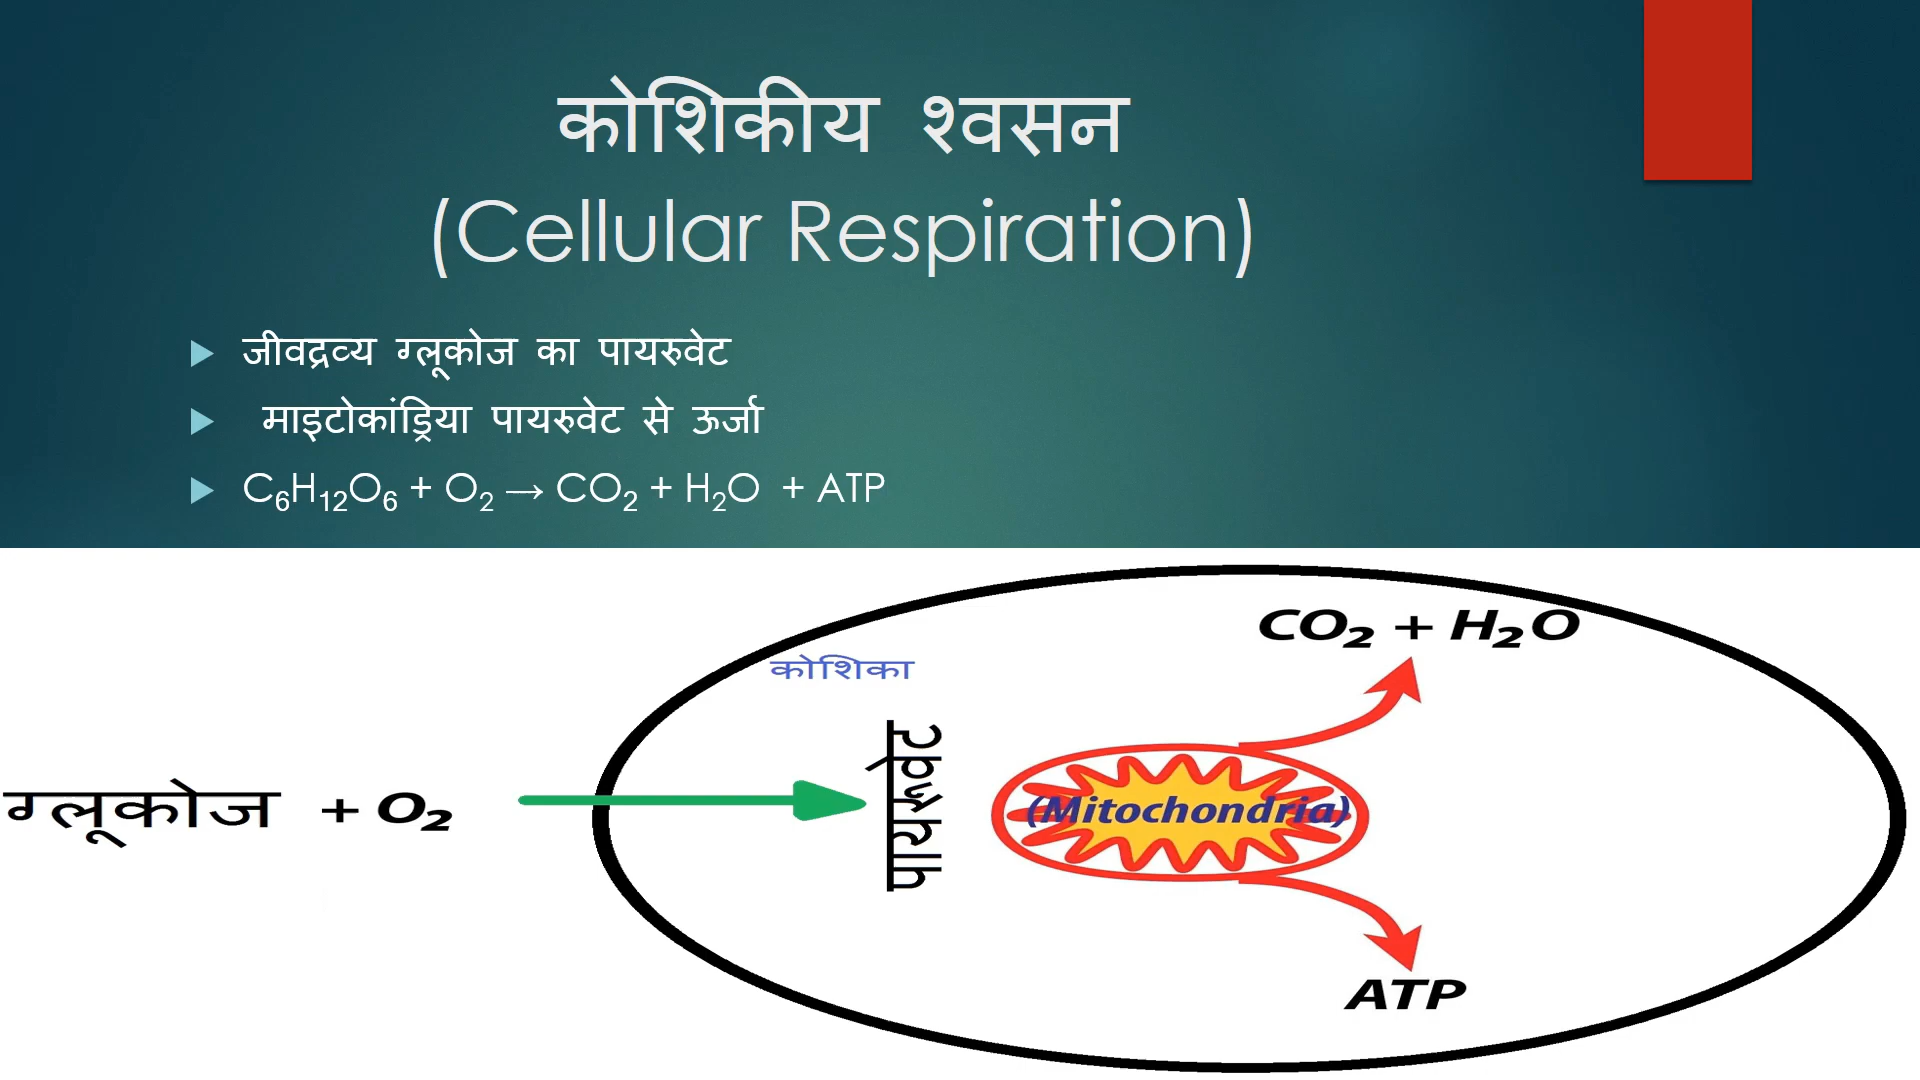 कोशिकीय श्वसन
(Cellular Respiration)
जीवद्रव्य ग्लूकोज का पायरुवेट
माइटोकांड्रिया पायरुवेट से ऊर्जा
C₆H₁₂O₆ + O₂ → CO₂ + H₂O + ATP
CO₂ + H₂O
कोशिका
पायरूवेट
(Mitochondria)
ग्लूकोज + O₂
ATP